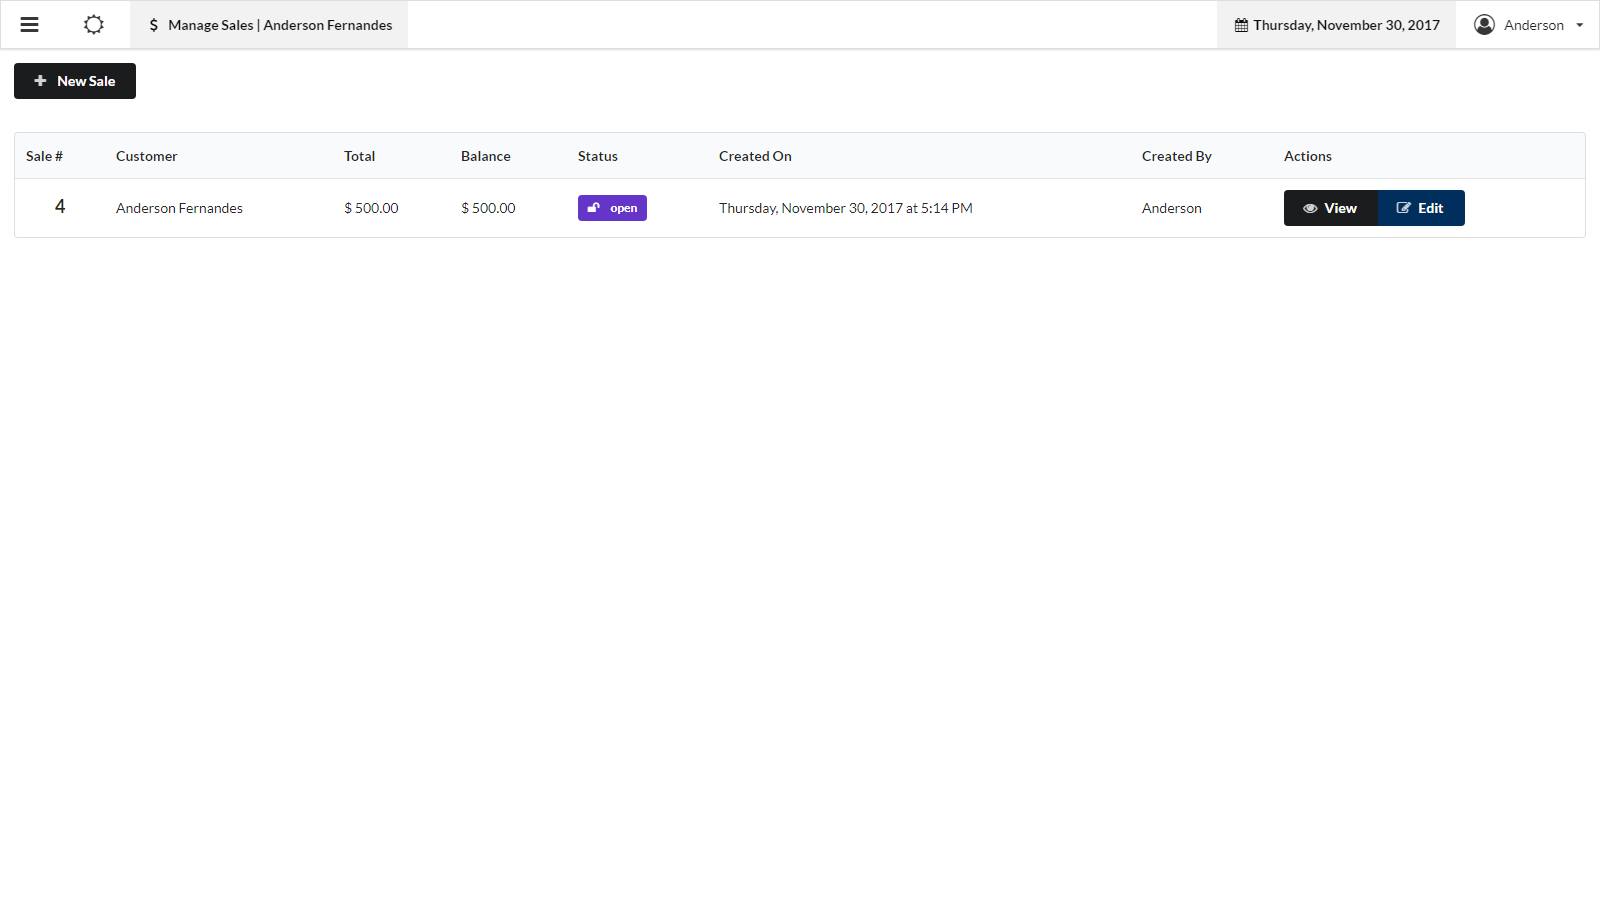 $ Manage Sales | Anderson Fernandes Thursday, November 30, 2017 Anderson
New Sale
Sale # Customer Total Balance Status Created On Created By Actions
4 Anderson Fernandes $ 500.00 $ 500.00 open Thursday, November 30, 2017 at 5:14 PM Anderson View Edit